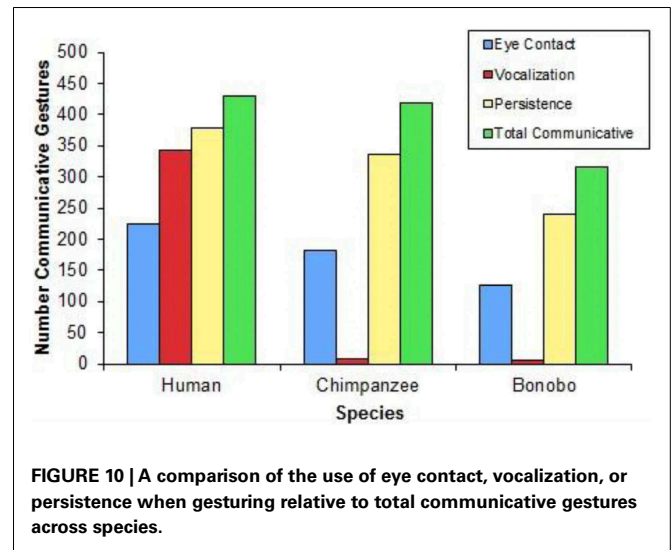 500
450
400
350
300
250
200
150
100
50
0
Number Communicative Gestures
Eye Contact
Vocalization
Persistence
Total Communicative
Human Chimpanzee Bonobo
Species
FIGURE 10 | A comparison of the use of eye contact, vocalization, or
persistence when gesturing relative to total communicative gestures
across species.